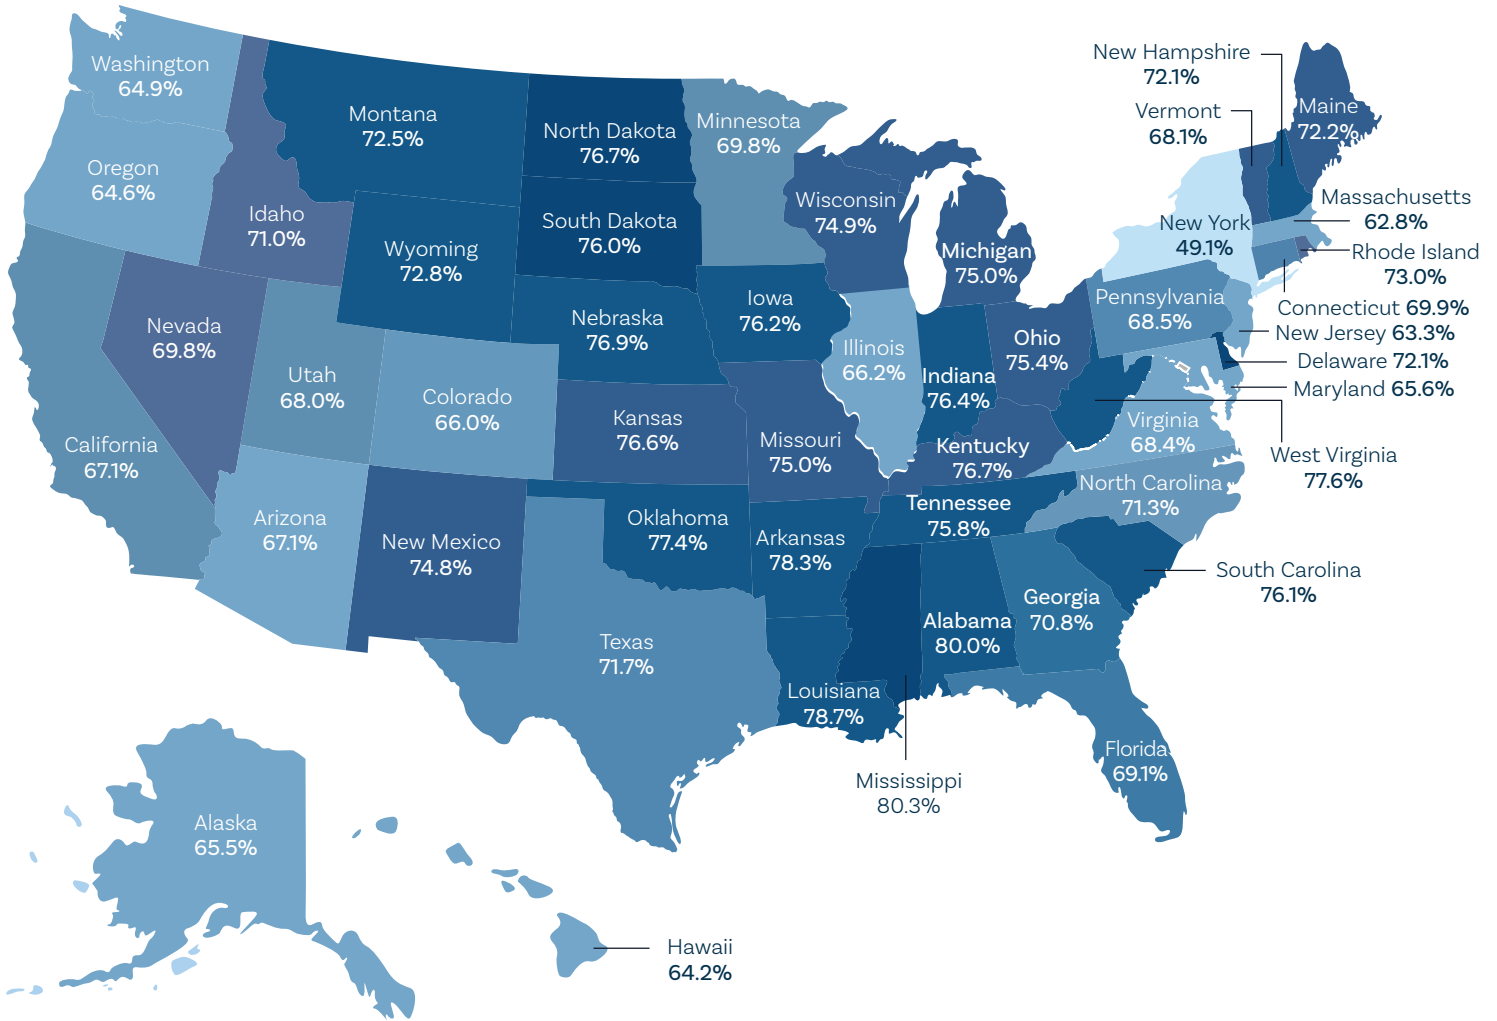 Washington
64.9%
Oregon
64.6%
California
67.1%
Idaho
71.0%
Nevada
69.8%
Montana
72.5%
Wyoming
72.8%
Utah
68.0%
Colorado
66.0%
Arizona
67.1%
New Mexico
74.8%
North Dakota
76.7%
South Dakota
76.0%
Nebraska
76.9%
Kansas
76.6%
Oklahoma
77.4%
Texas
71.7%
Minnesota
69.8%
Iowa
76.2%
Missouri
75.0%
Arkansas
78.3%
Louisiana
78.7%
Wisconsin
74.9%
Illinois
66.2%
Michigan
75.0%
Indiana
76.4%
Ohio
75.4%
Kentucky
76.7%
Tennessee
75.8%
Mississippi
80.3%
Alabama
80.0%
Georgia
70.8%
Florida
69.1%
South Carolina
76.1%
North Carolina
71.3%
Virginia
68.4%
West Virginia
77.6%
Pennsylvania
68.5%
New York
49.1%
New Hampshire
72.1%
Vermont
68.1%
Maine
72.2%
Massachusetts
62.8%
Rhode Island
73.0%
Connecticut 69.9%
New Jersey 63.3%
Delaware 72.1%
Maryland 65.6%
Alaska
65.5%
Hawaii
64.2%